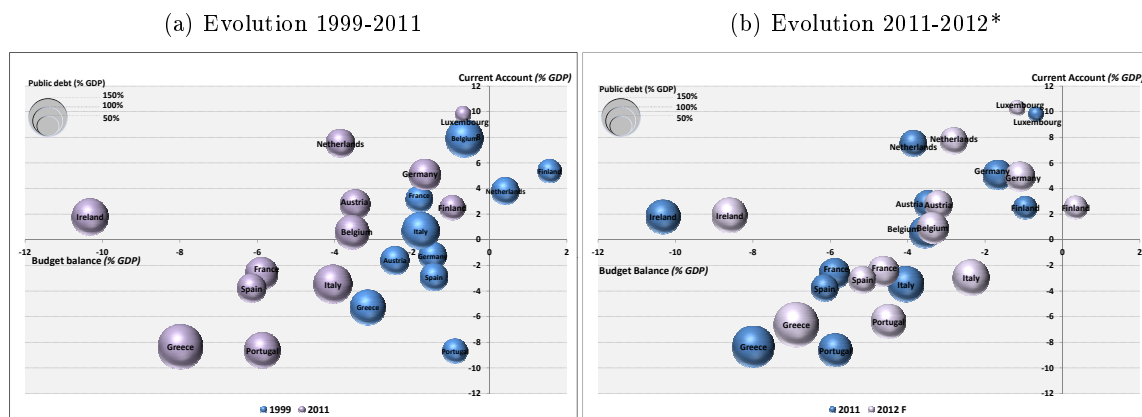 (a) Evolution 1999-2011
Current Account (% GDP)
Public debt (% GDP)
150%
100%
50%
12
10
8
6
4
2
0
-2
-4
-6
-8
-10
-12
-12
-10
-8
-6
-4
-2
0
2
Budget balance (% GDP)
Luxembourg
Belgium
Netherlands
Germany
Finland
Netherlands
France
Austria
Finland
Ireland
Belgium
Italy
Germany
Austria
France
Spain
Spain
Italy
Greece
Greece
Portugal
Portugal
1999
2011
(b) Evolution 2011-2012*
Current Account (% GDP)
Public debt (% GDP)
150%
100%
50%
12
10
8
6
4
2
0
-2
-4
-6
-8
-10
-12
-12
-10
-8
-6
-4
-2
0
2
Budget Balance (% GDP)
Luxembourg
Luxembourg
Netherlands
Netherlands
Germany
Germany
Austria
Austria
Finland
Finland
Ireland
Ireland
Belgium
Belgium
France
France
Spain
Spain
Italy
Italy
Greece
Portugal
Greece
Portugal
2011
2012 F